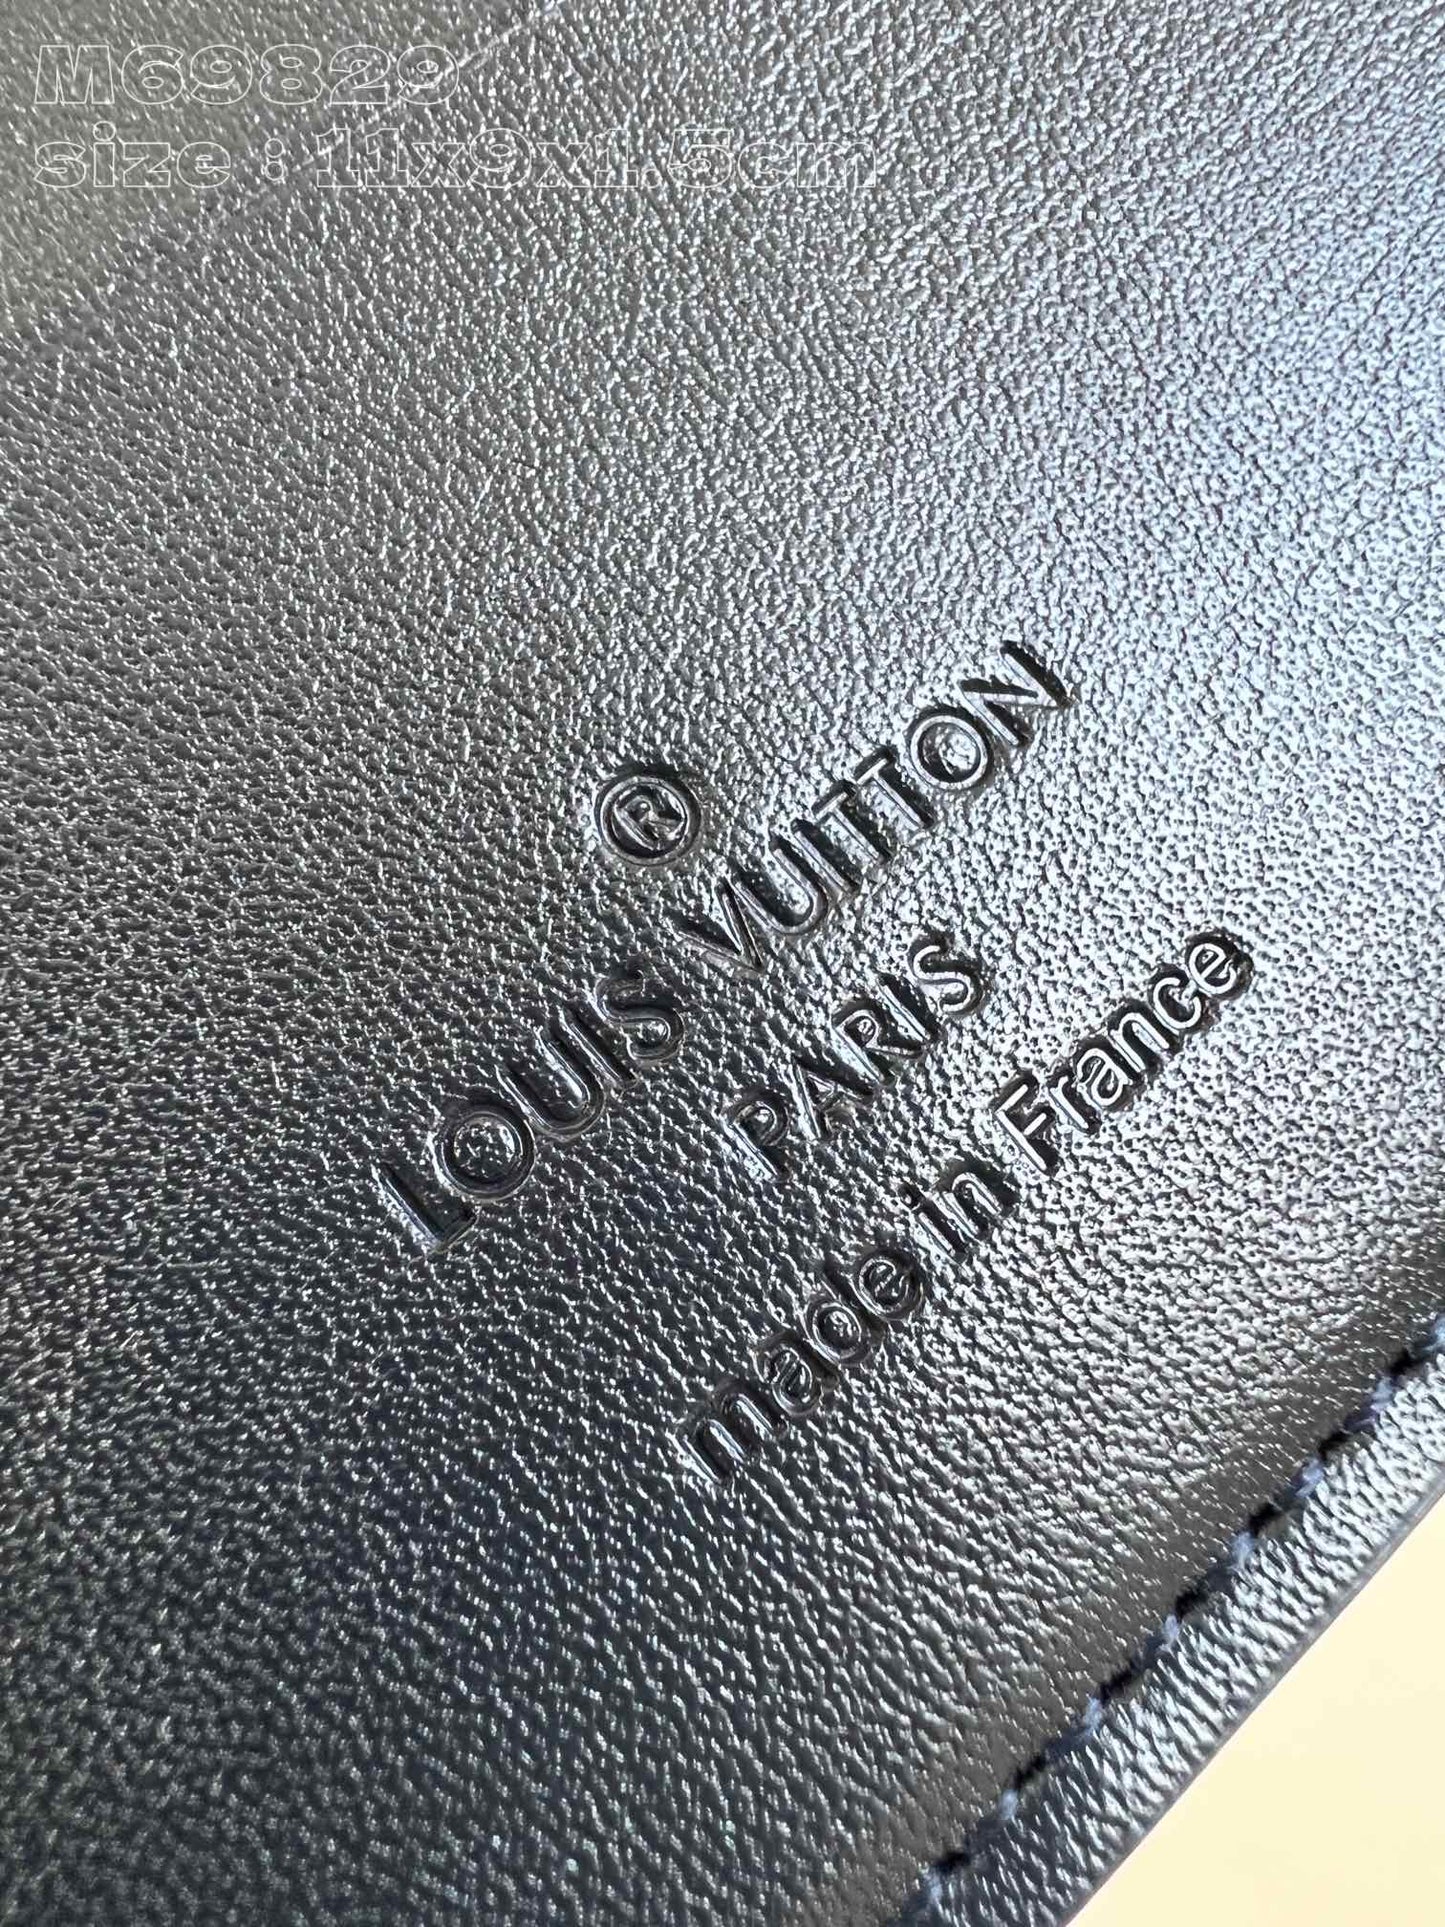 M69829
size : 11x9x1.5cm
®
LOUIS VUITTON
PARIS
made in France